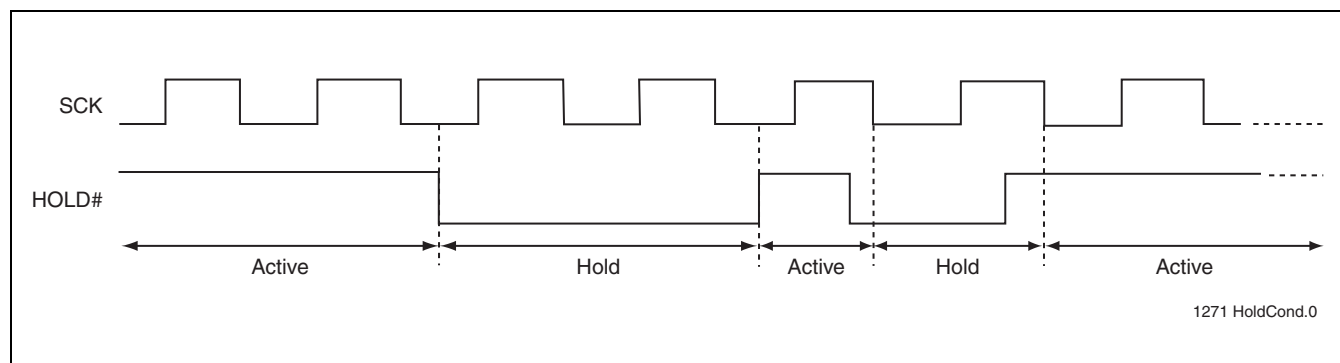 SCK
HOLD#
Active
Hold
Active
Hold
Active
1271 HoldCond.0